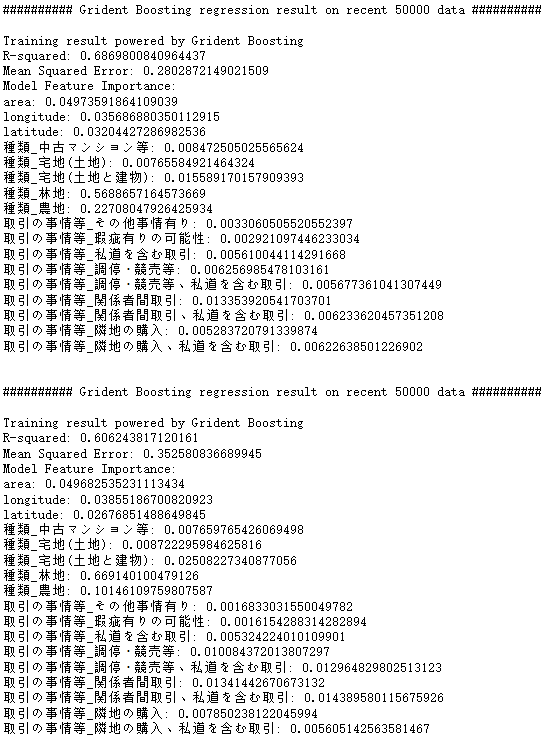 ########## Grident Boosting regression result on recent 50000 data ##########
Training result powered by Grident Boosting
R-squared: 0.6869800840964437
Mean Squared Error: 0.2802872149021509
Model Feature Importance:
area: 0.04973591864109039
longitude: 0.035686880350112915
latitude: 0.03204427286982536
種類_中古マンション等: 0.008472505025565624
種類_宅地(土地): 0.00765584921464324
種類_宅地(土地と建物): 0.015589170157909393
種類_林地: 0.5688657164573669
種類_農地: 0.22708047926425934
取引の事情等_その他事情有り: 0.0033060505520552397
取引の事情等_瑕疵有りの可能性: 0.002921097446233034
取引の事情等_私道を含む取引: 0.005610044114291668
取引の事情等_調停・競売等: 0.006256985478103161
取引の事情等_調停・競売等、私道を含む取引: 0.005677361041307449
取引の事情等_関係者間取引: 0.013353920541703701
取引の事情等_関係者間取引、私道を含む取引: 0.006233620457351208
取引の事情等_隣地の購入: 0.005283720791339874
取引の事情等_隣地の購入、私道を含む取引: 0.00622638501226902
########## Grident Boosting regression result on recent 50000 data ##########
Training result powered by Grident Boosting
R-squared: 0.606243817120161
Mean Squared Error: 0.352580836689945
Model Feature Importance:
area: 0.049682535231113434
longitude: 0.03855186700820923
latitude: 0.02676851488649845
種類_中古マンション等: 0.007659765426069498
種類_宅地(土地): 0.008722295984625816
種類_宅地(土地と建物): 0.02508227340877056
種類_林地: 0.669140100479126
種類_農地: 0.10146109759807587
取引の事情等_その他事情有り: 0.0016833031550049782
取引の事情等_瑕疵有りの可能性: 0.0016154288314282894
取引の事情等_私道を含む取引: 0.005324224010109901
取引の事情等_調停・競売等: 0.010084372013807297
取引の事情等_調停・競売等、私道を含む取引: 0.012964829802513123
取引の事情等_関係者間取引: 0.01341442670673132
取引の事情等_関係者間取引、私道を含む取引: 0.014389580115675926
取引の事情等_隣地の購入: 0.007850238122045994
取引の事情等_隣地の購入、私道を含む取引: 0.005605142563581467